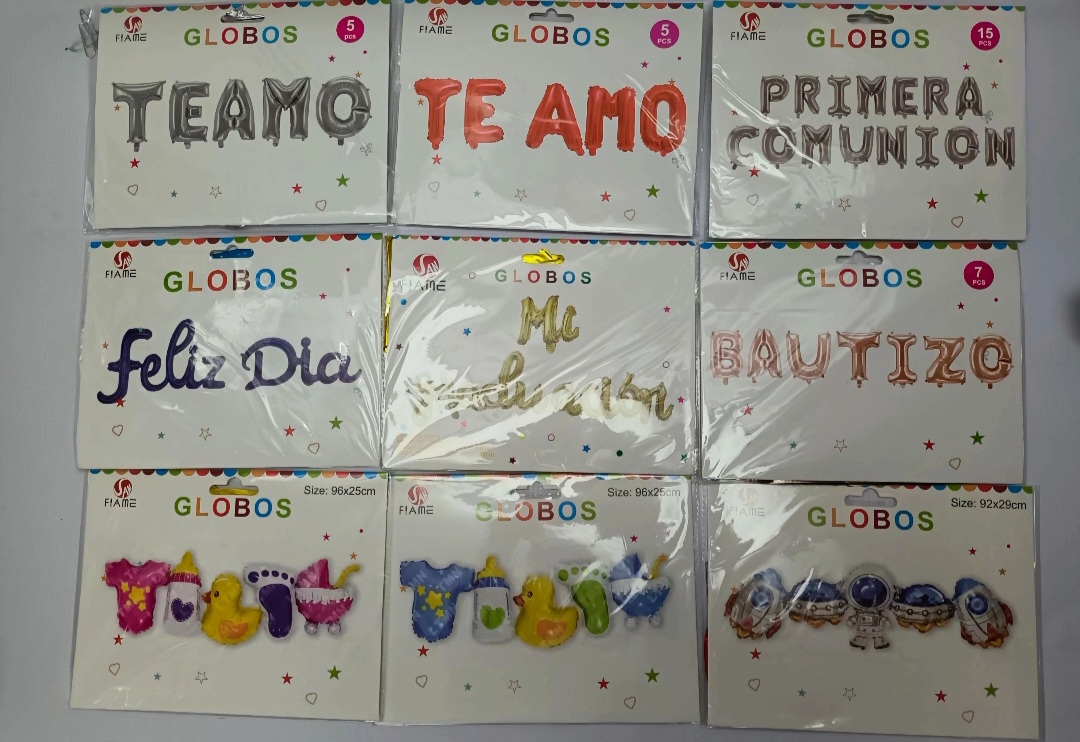 FIAME
GLOBOS
5
PCS
TEAMO
FIAME
GLOBOS
5
PCS
TE AMO
FIAME
GLOBOS
15
PCS
PRIMERA
COMUNION
FIAME
GLOBOS
feliz Dia
FIAME
GLOBOS
Mi
graduación
FIAME
GLOBOS
7
PCS
BAUTIZO
FIAME
GLOBOS
Size: 96x25cm
FIAME
GLOBOS
Size: 96x25cm
FIAME
GLOBOS
Size: 92x29cm